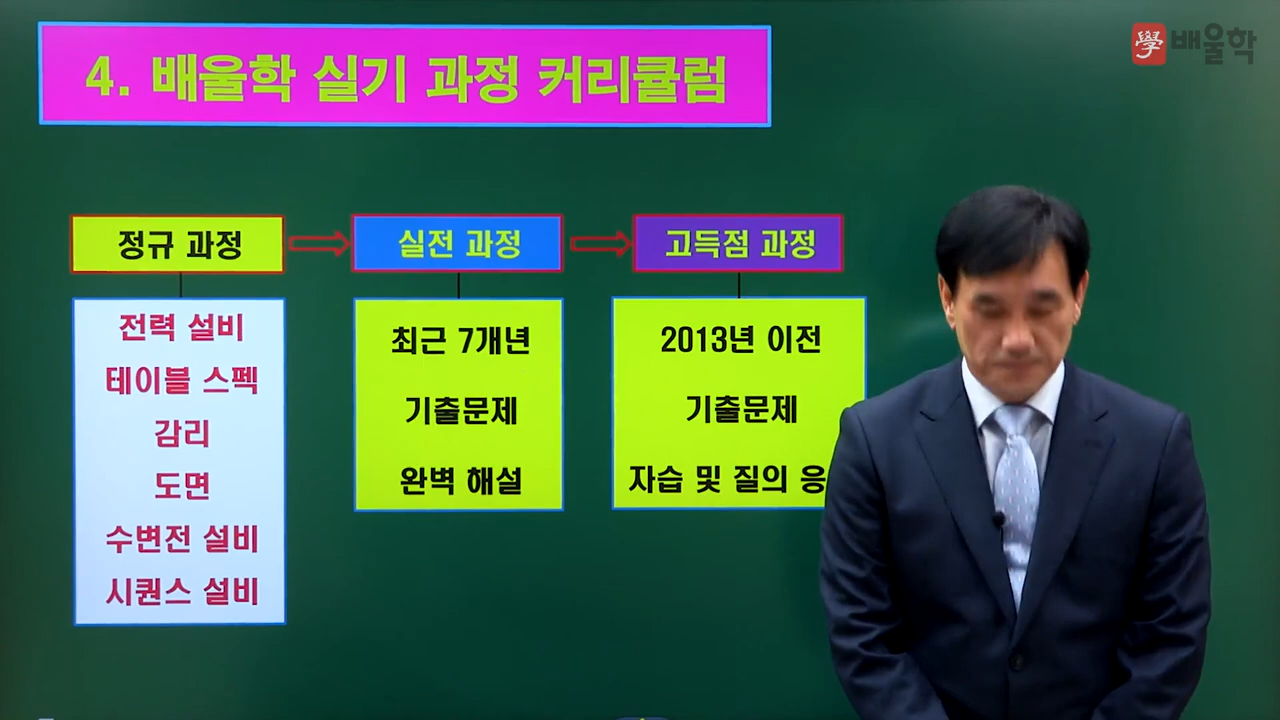 學 배울학
4. 배울학 실기 과정 커리큘럼
정규 과정
실전 과정
고득점 과정
전력 설비
테이블 스펙
감리
도면
수변전 설비
시퀀스 설비
최근 7개년
기출문제
완벽 해설
2013년 이전
기출문제
자습 및 질의 응